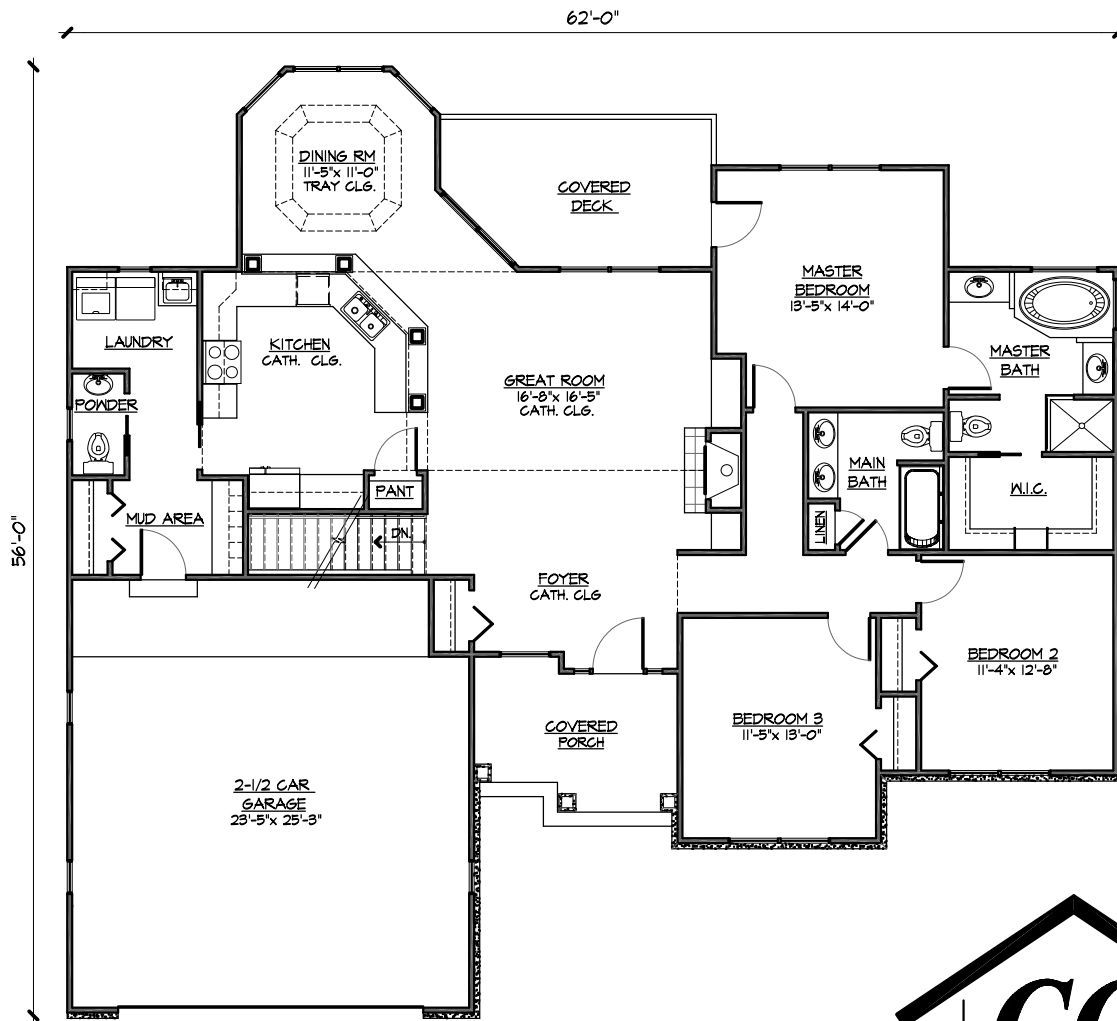 62'-0"
56'-0"
DINING RM
11'-5"x 11'-0"
TRAY CLG.
COVERED
DECK
MASTER
BEDROOM
13'-5"x 14'-0"
LAUNDRY
KITCHEN
CATH. CLG.
GREAT ROOM
16'-8"x 16'-5"
CATH. CLG.
MASTER
BATH
POWDER
MAIN
BATH
W.I.C.
PANT
LINEN
MUD AREA
DN.
FOYER
CATH. CLG
BEDROOM 2
11'-4"x 12'-8"
BEDROOM 3
11'-5"x 13'-0"
COVERED
PORCH
2-1/2 CAR
GARAGE
23'-5"x 25'-3"